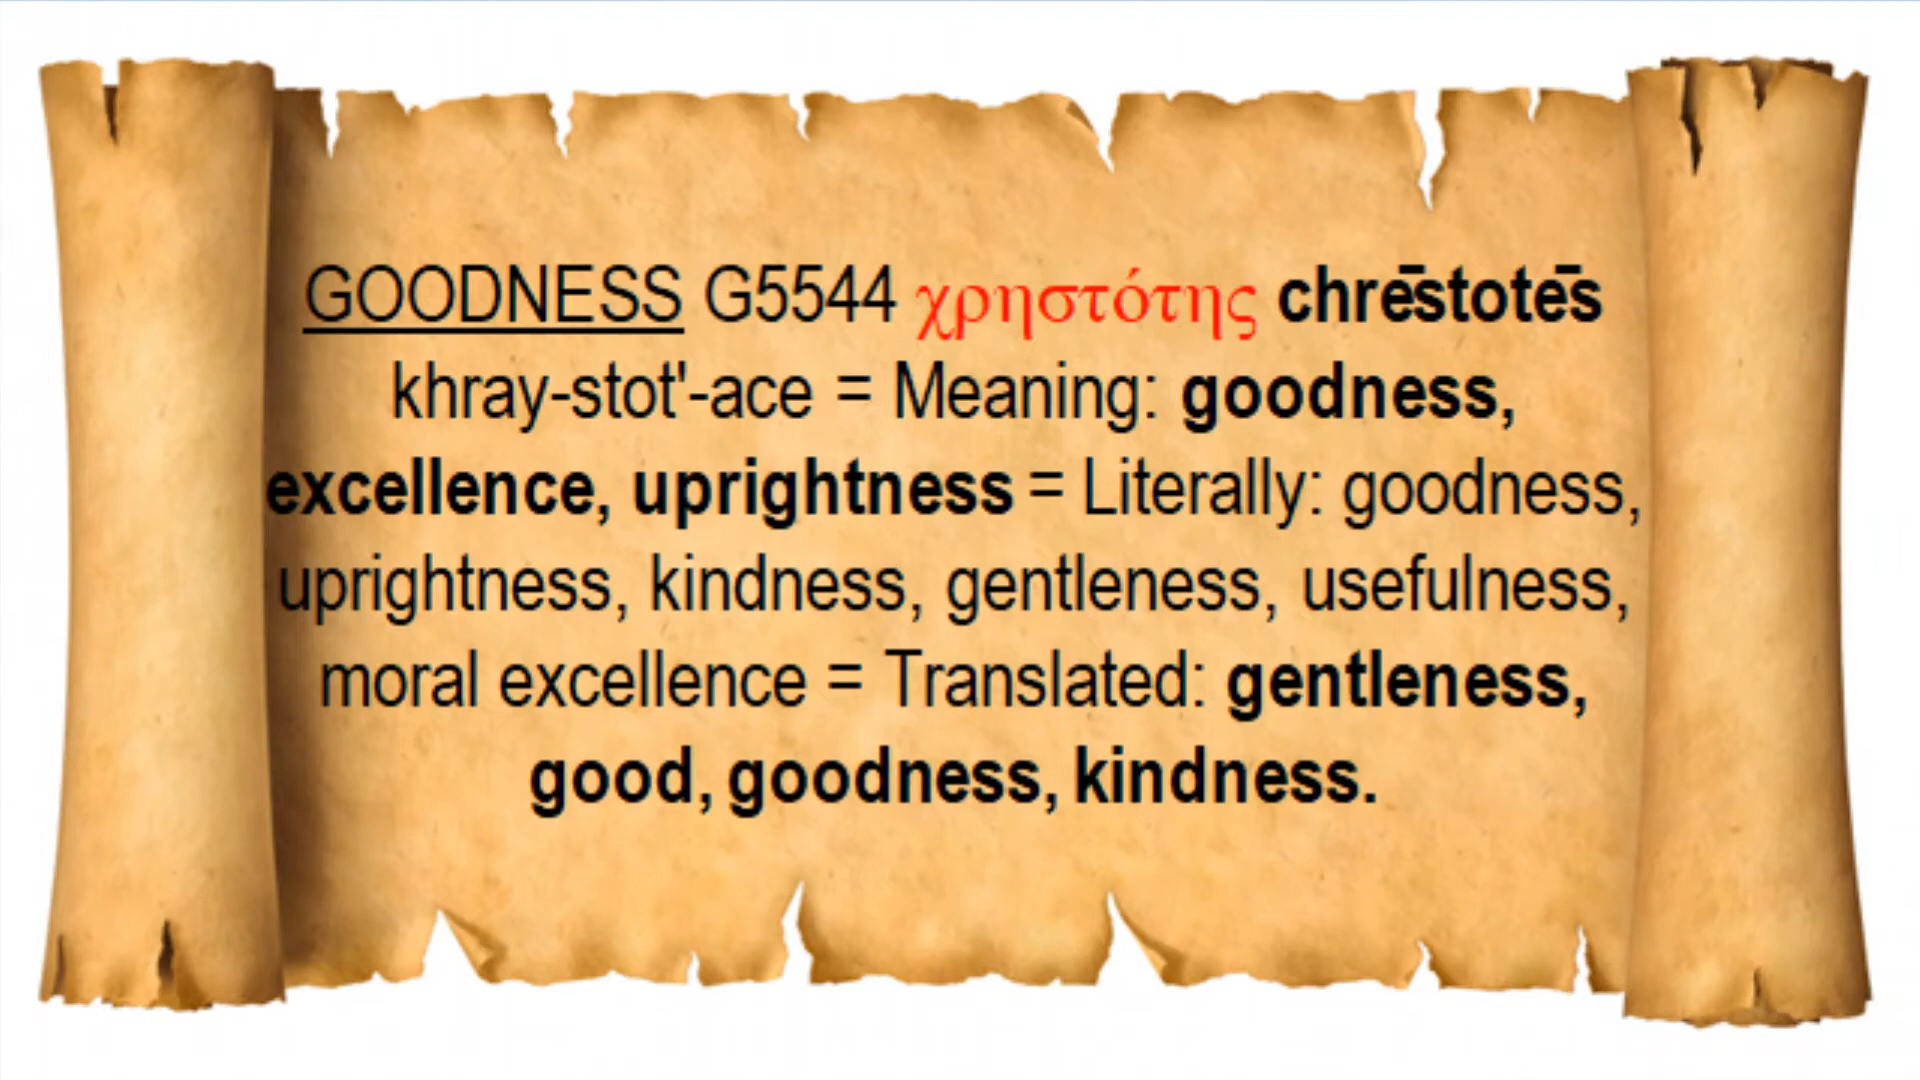 GOODNESS G5544 χρηστότης chrēstotēs
khray-stot'-ace = Meaning: goodness,
excellence, uprightness = Literally: goodness,
uprightness, kindness, gentleness, usefulness,
moral excellence = Translated: gentleness,
good, goodness, kindness.